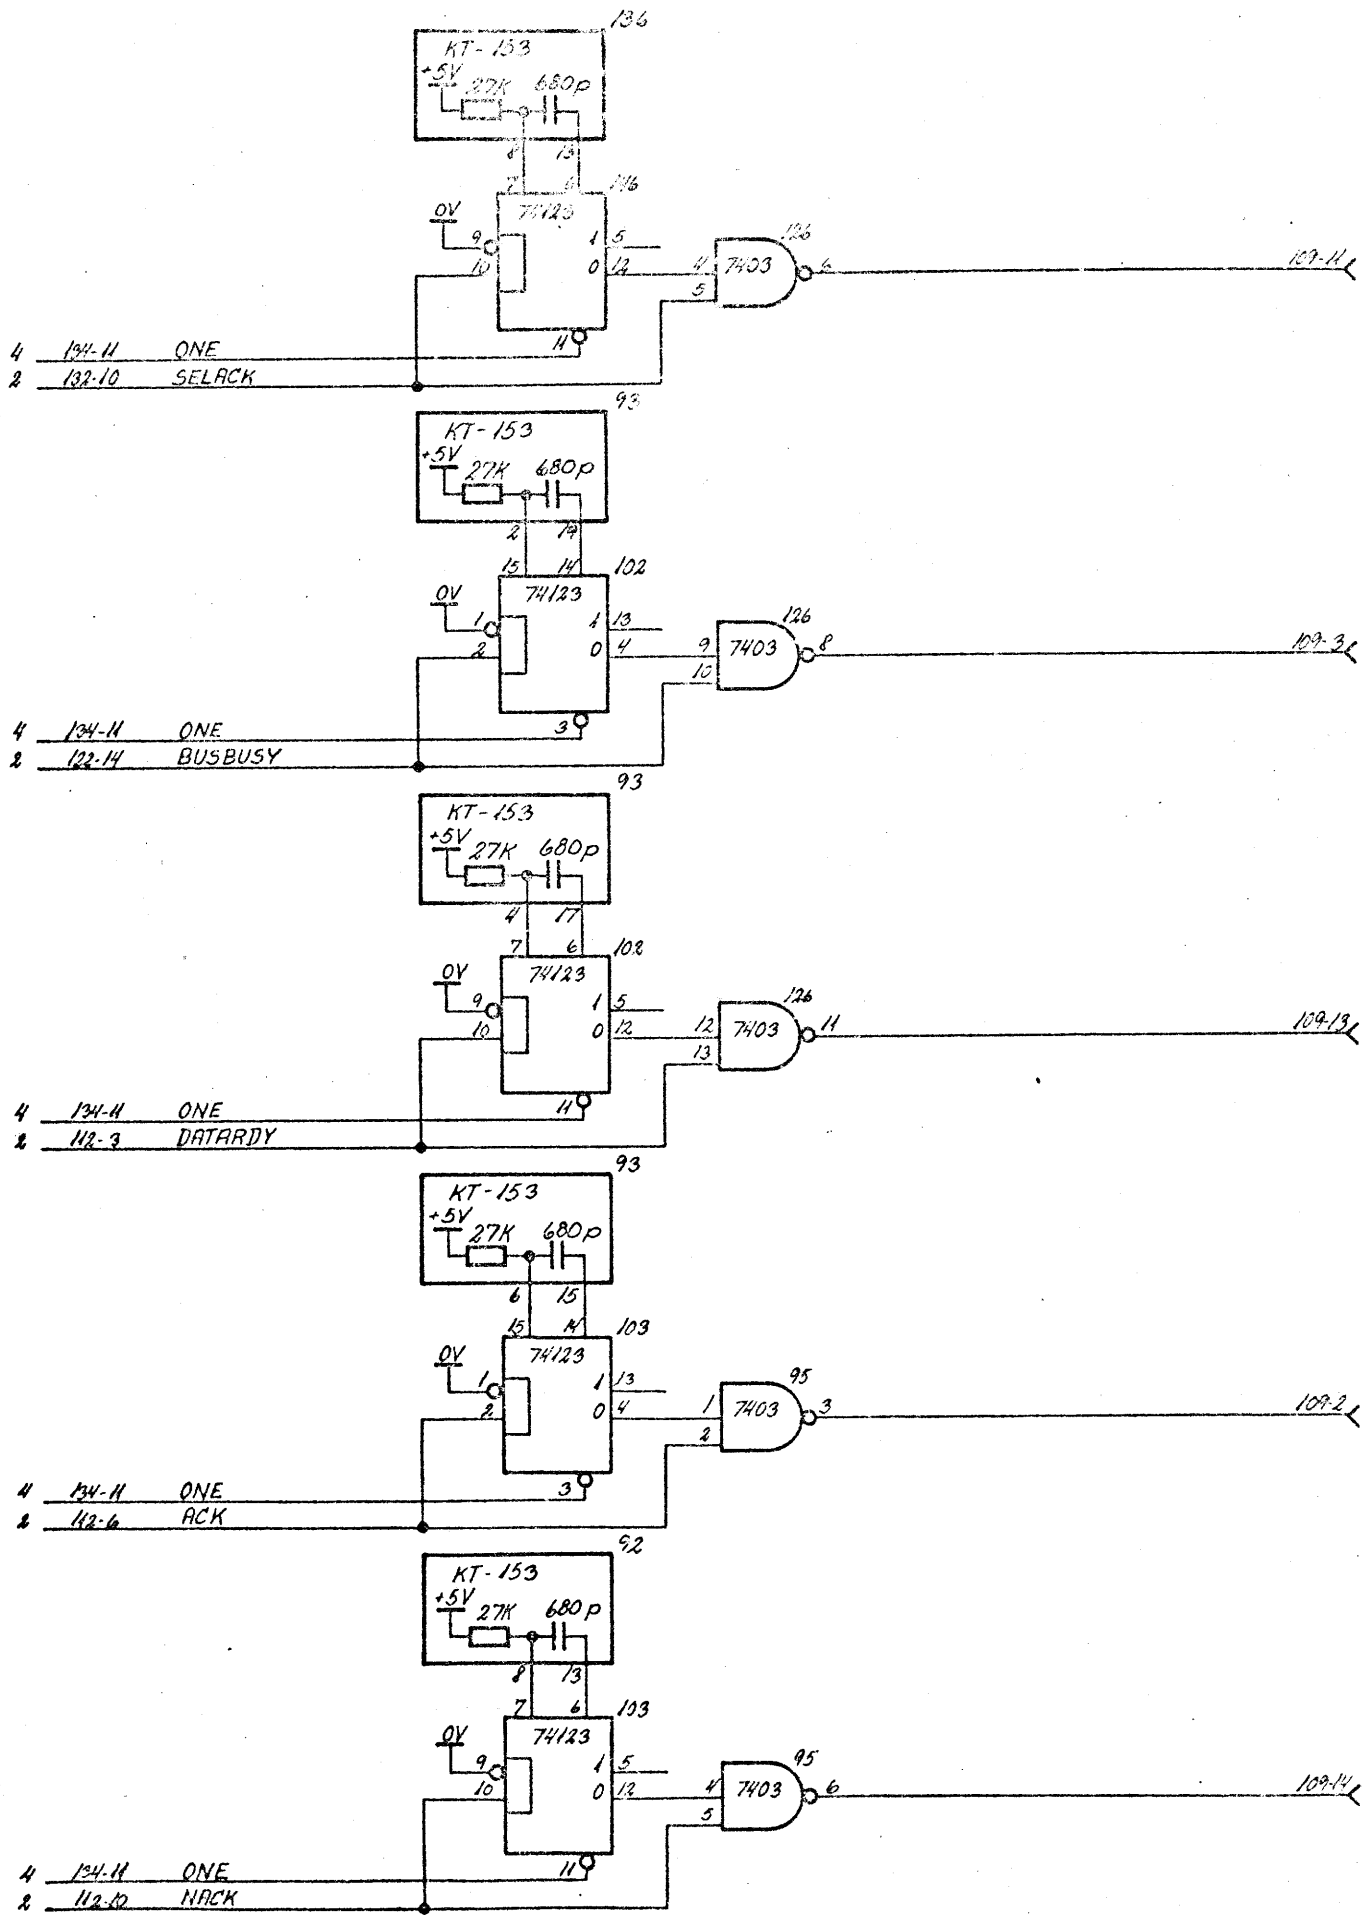 136
KT-153
+5V 27K 680p
8 13
7 6 146
74123
0V
9 1 5 126
10 0 12 4 7403 6 109-11
5
11
4 134-11 ONE
2 132-10 SELACK
93
KT-153
+5V 27K 680p
2 19
15 14 102
74123
0V
1 1 13 126
2 0 4 9 7403 8 109-3
10
3
4 134-11 ONE
2 122-14 BUSBUSY
93
KT-153
+5V 27K 680p
4 17
7 6 102
74123
0V
9 1 5 126
10 0 12 12 7403 11 109-13
13
11
4 134-11 ONE
2 112-3 DATARDY
93
KT-153
+5V 27K 680p
6 15
15 14 103
74123
0V
1 1 13 95
2 0 4 1 7403 3 109-2
2
3
4 134-11 ONE
2 112-6 ACK
92
KT-153
+5V 27K 680p
8 13
7 6 103
74123
0V
9 1 5 95
10 0 12 4 7403 6 109-14
5
11
4 134-11 ONE
2 112-10 NACK